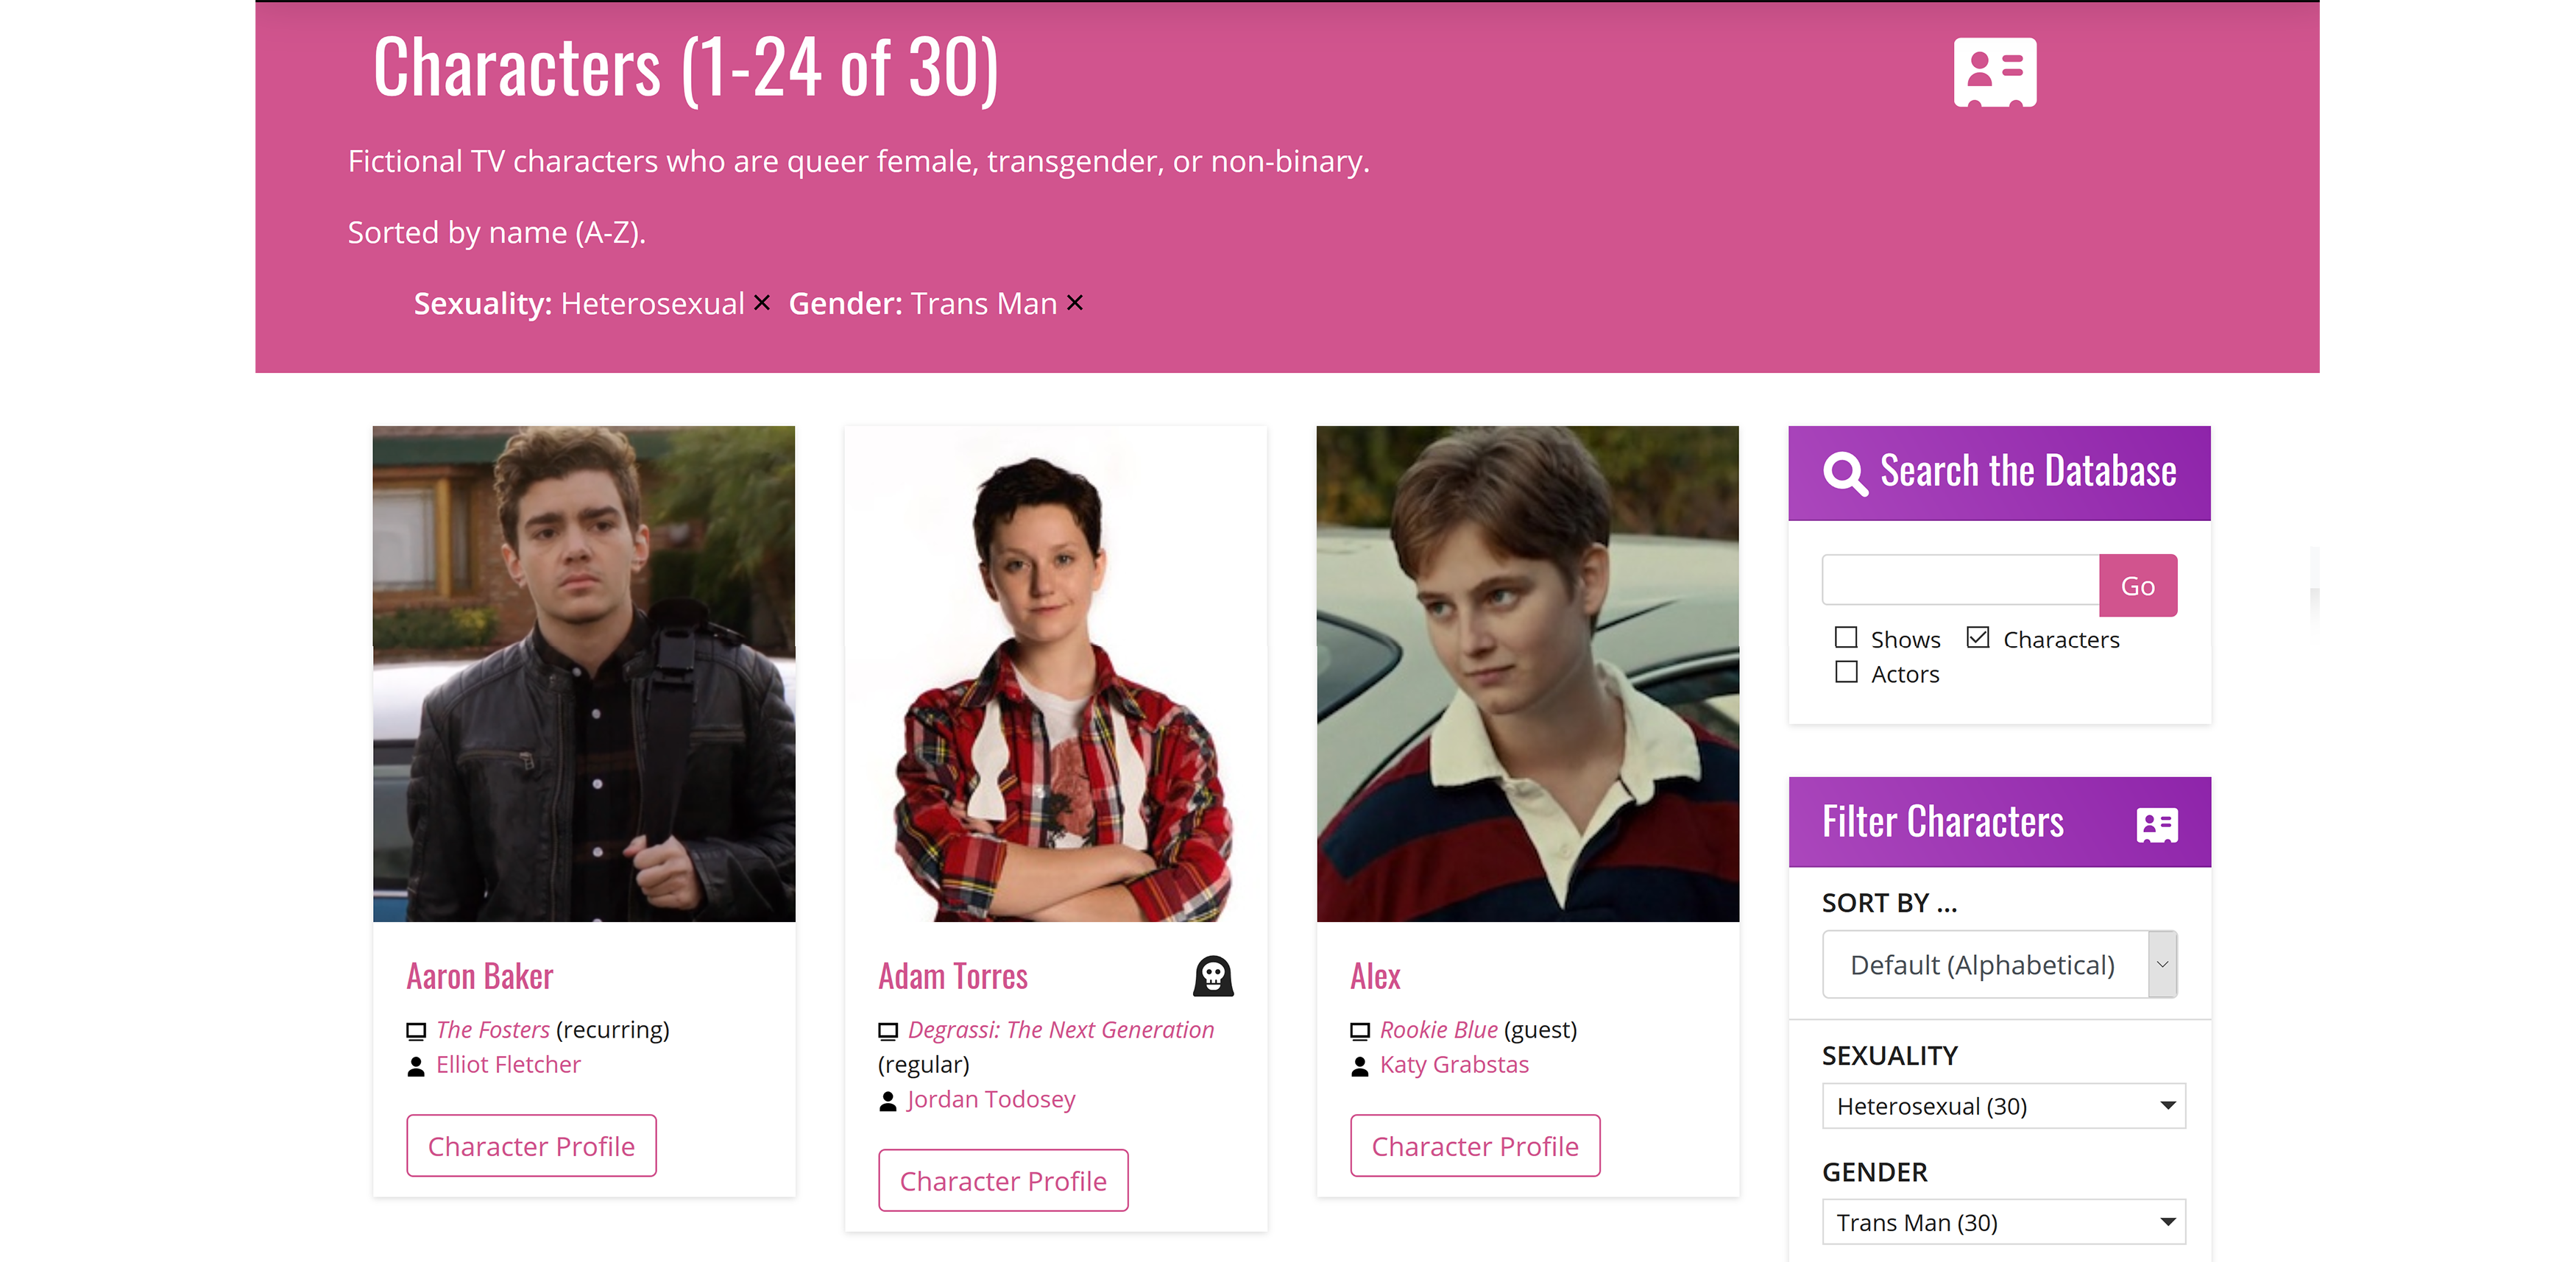 Characters (1-24 of 30)
Fictional TV characters who are queer female, transgender, or non-binary.
Sorted by name (A-Z).
Sexuality: Heterosexual × Gender: Trans Man ×
Aaron Baker
The Fosters (recurring)
Elliot Fletcher
Character Profile
Adam Torres
Degrassi: The Next Generation
(regular)
Jordan Todosey
Character Profile
Alex
Rookie Blue (guest)
Katy Grabstas
Character Profile
Search the Database
Go
Shows Characters
Actors
Filter Characters
SORT BY ...
Default (Alphabetical)
SEXUALITY
Heterosexual (30)
GENDER
Trans Man (30)